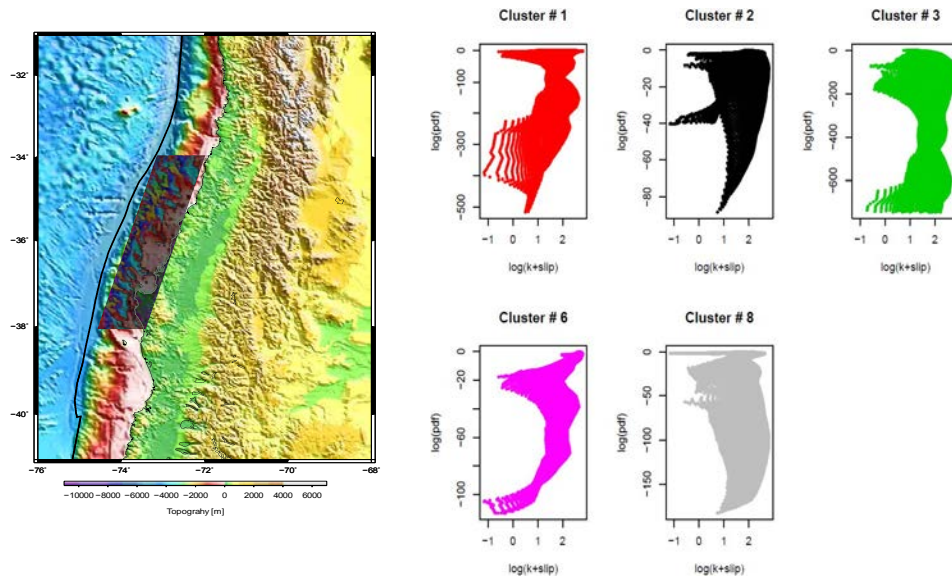 −32˚
−34˚
−36˚
−38˚
−40˚
−76˚ −74˚ −72˚ −70˚ −68˚
−10000 −8000 −6000 −4000 −2000 0 2000 4000 6000
Topograhy [m]
Cluster # 1
0
−100
−300
−500
log(pdf)
−1 0 1 2
log(k+slip)
Cluster # 2
0
−20
−40
−60
−80
log(pdf)
−1 0 1 2
log(k+slip)
Cluster # 3
0
−200
−400
−600
log(pdf)
−1 0 1 2
log(k+slip)
Cluster # 6
0
−20
−60
−100
log(pdf)
−1 0 1 2
log(k+slip)
Cluster # 8
0
−50
−100
−150
log(pdf)
−1 0 1 2
log(k+slip)